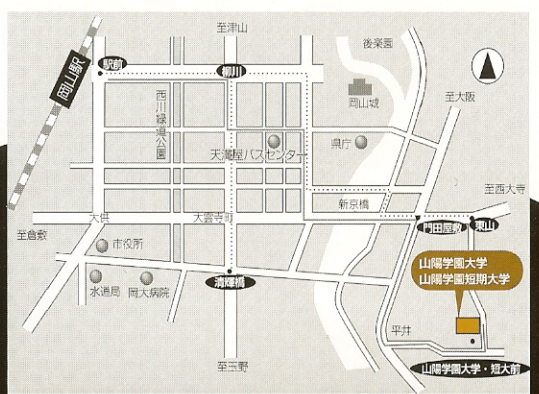 至津山
後楽園
岡山駅
駅前
柳川
岡山城
至大阪
西川緑道公園
天満屋バスセンター
県庁
至西大寺
新京橋
大供
大雲寺町
門田屋敷
東山
至倉敷
市役所
山陽学園大学
山陽学園短期大学
水道局
岡大病院
清輝橋
平井
至玉野
山陽学園大学・短大前